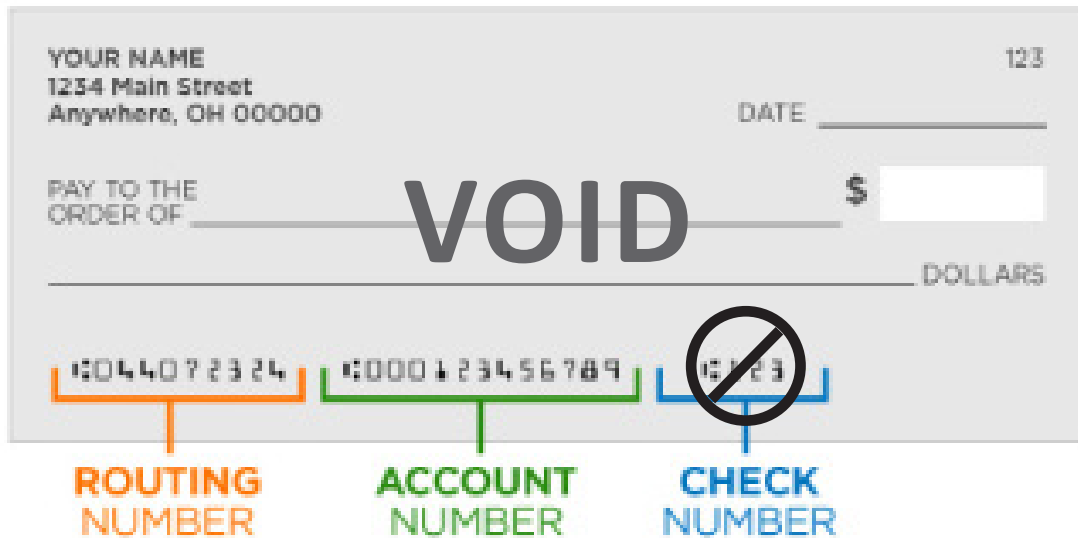 YOUR NAME 123
1234 Main Street
Anywhere, OH 00000
DATE
PAY TO THE
ORDER OF
VOID
$
DOLLARS
⑆044072324 ⑆000123456789 ⑆123
ROUTING NUMBER
ACCOUNT NUMBER
CHECK NUMBER